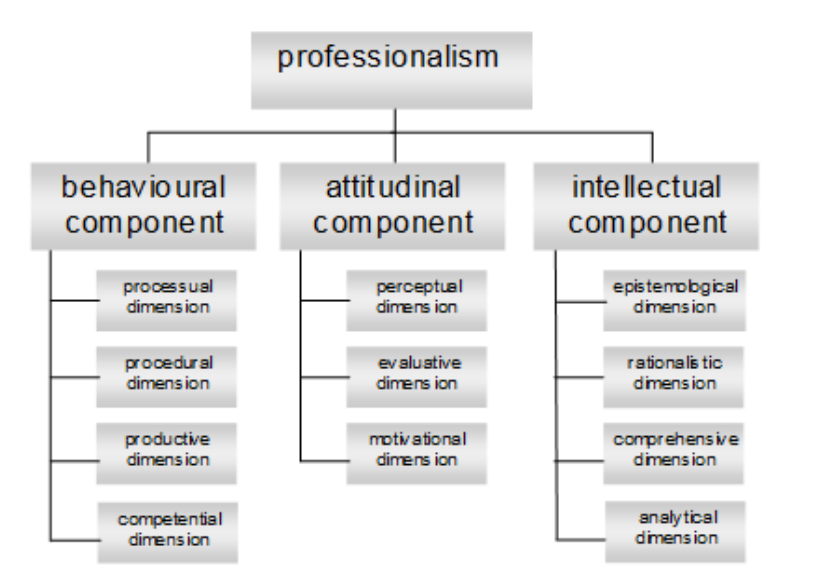 professionalism
behavioural
component
processual
dimension
procedural
dimension
productive
dimension
competential
dimension
attitudinal
component
perceptual
dimension
evaluative
dimension
motivational
dimension
intellectual
component
epistemological
dimension
rationalistic
dimension
comprehensive
dimension
analytical
dimension